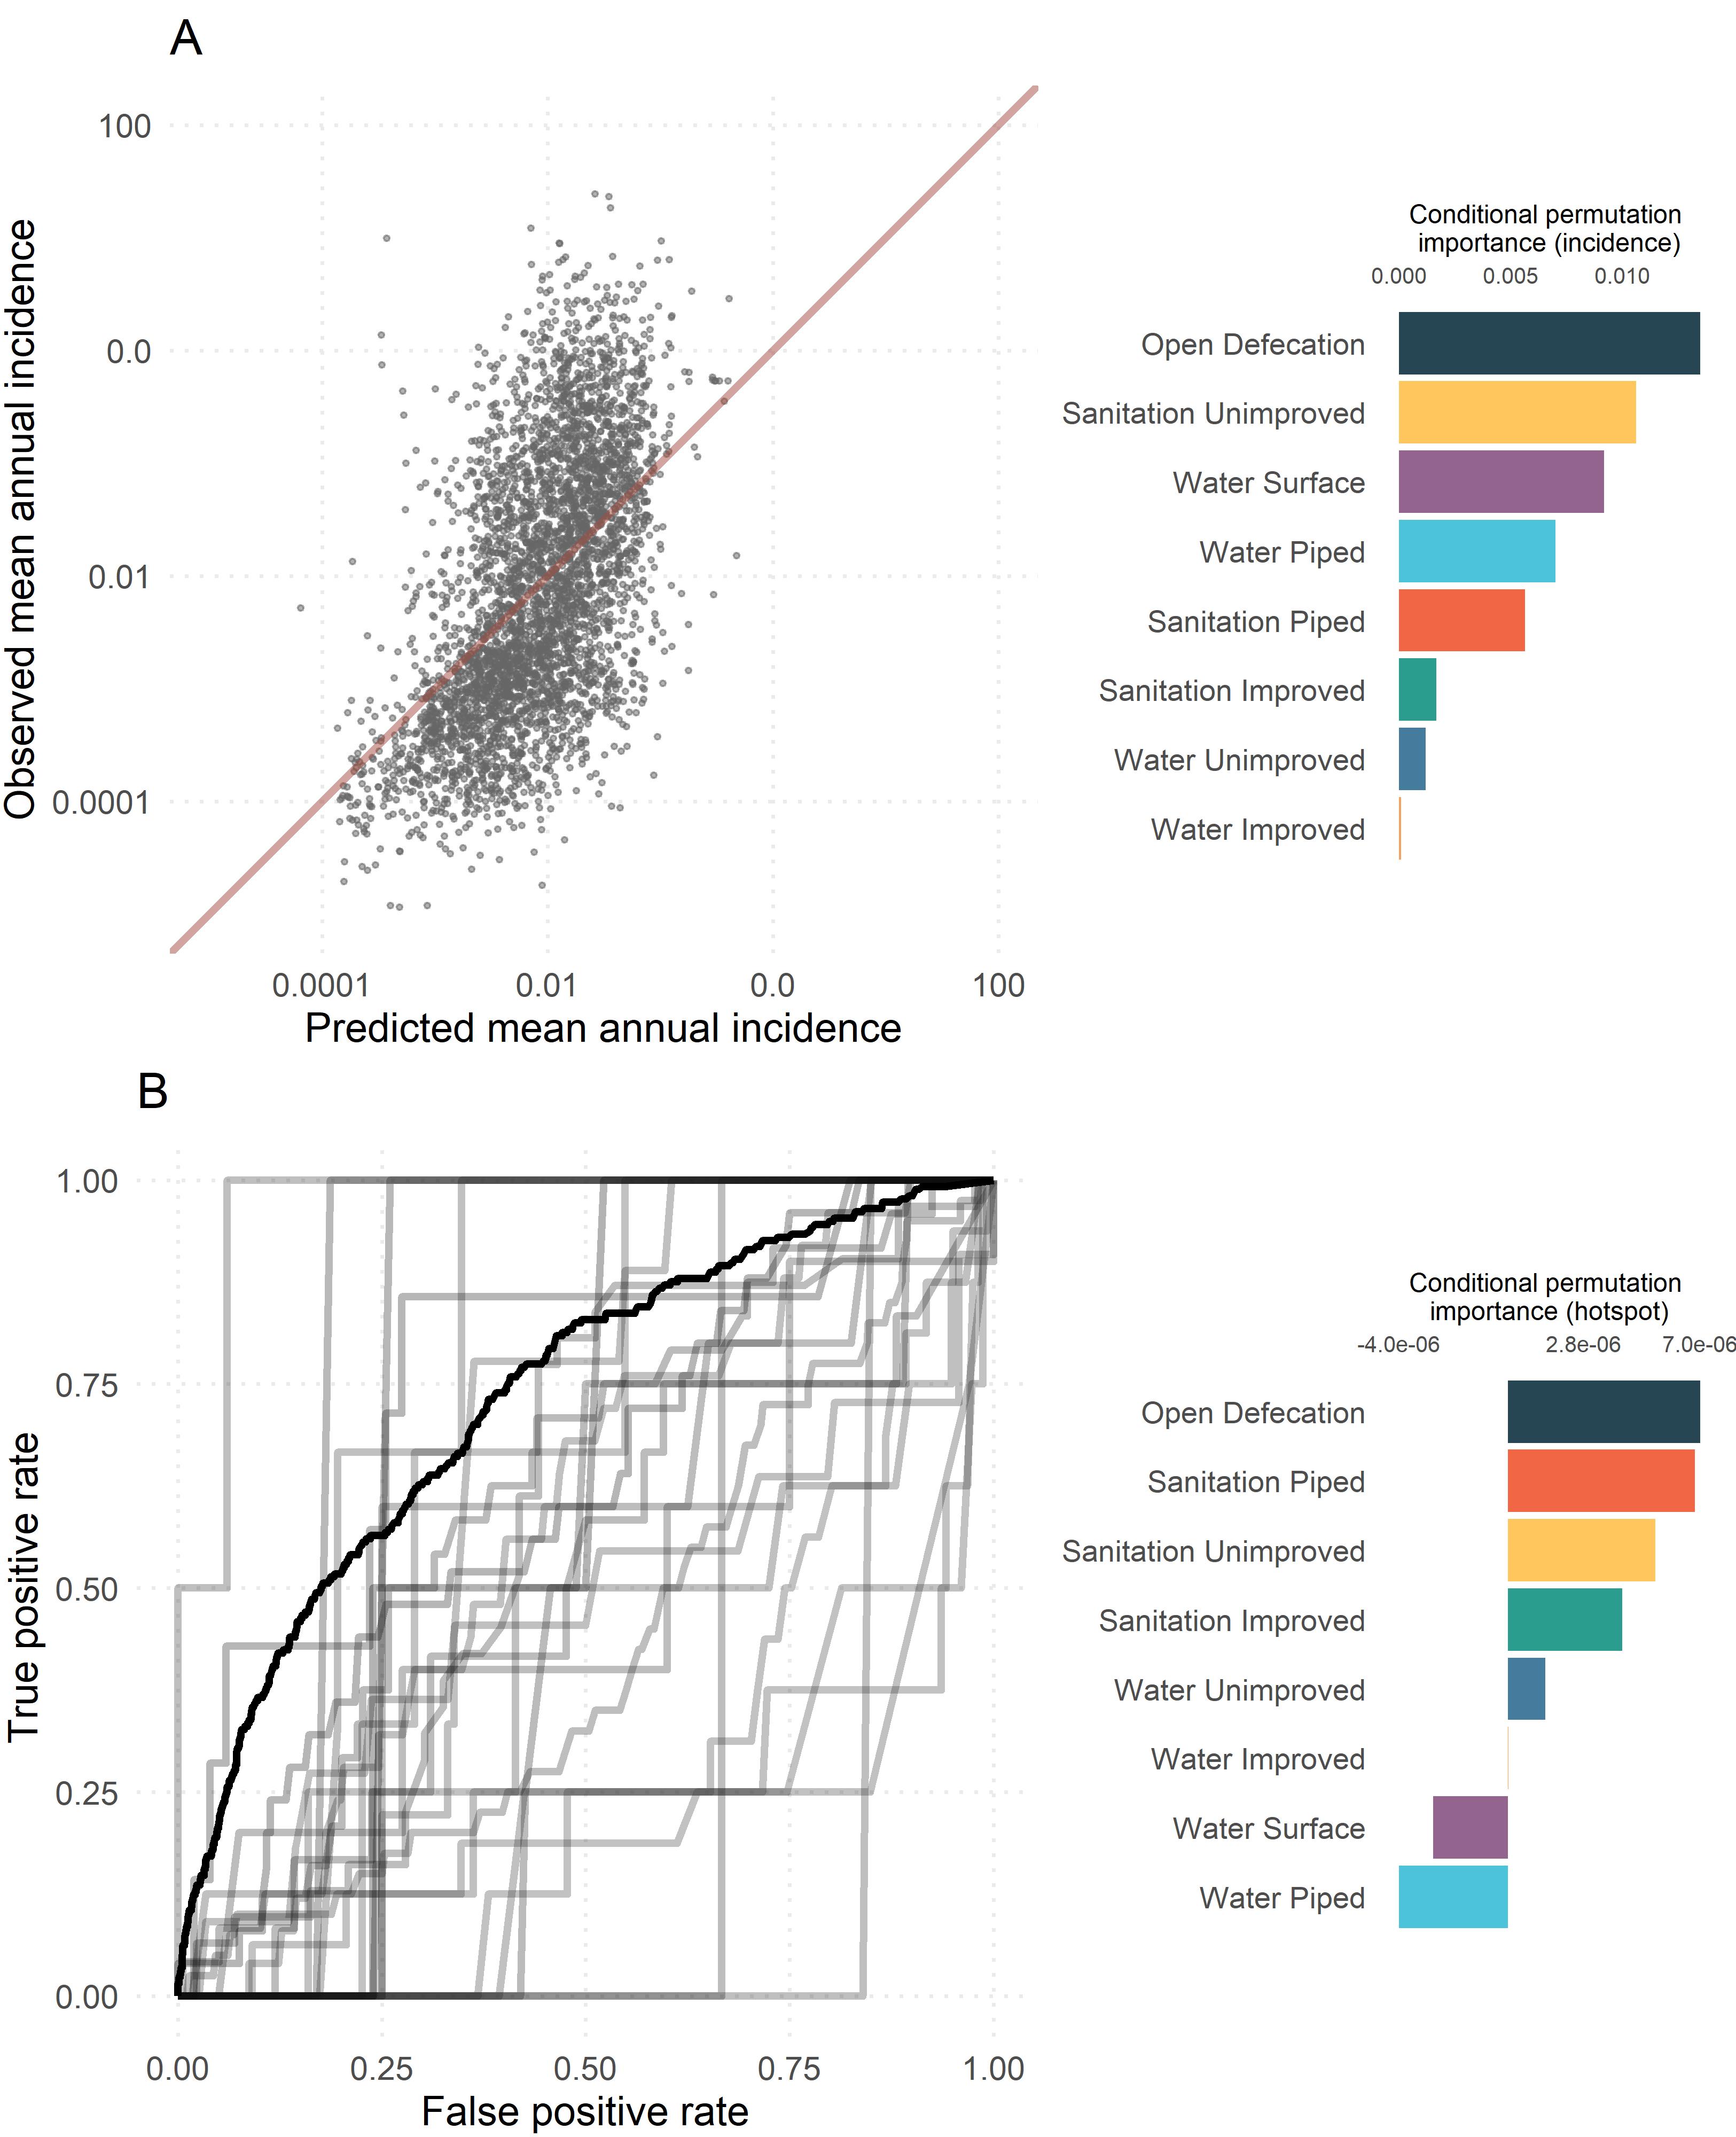 A
Observed mean annual incidence
100
0.0
0.01
0.0001
0.0001
0.01
0.0
100
Predicted mean annual incidence
Conditional permutation
importance (incidence)
0.000
0.005
0.010
Open Defecation
Sanitation Unimproved
Water Surface
Water Piped
Sanitation Piped
Sanitation Improved
Water Unimproved
Water Improved
B
True positive rate
1.00
0.75
0.50
0.25
0.00
0.00
0.25
0.50
0.75
1.00
False positive rate
Conditional permutation
importance (hotspot)
-4.0e-06
2.8e-06
7.0e-06
Open Defecation
Sanitation Piped
Sanitation Unimproved
Sanitation Improved
Water Unimproved
Water Improved
Water Surface
Water Piped